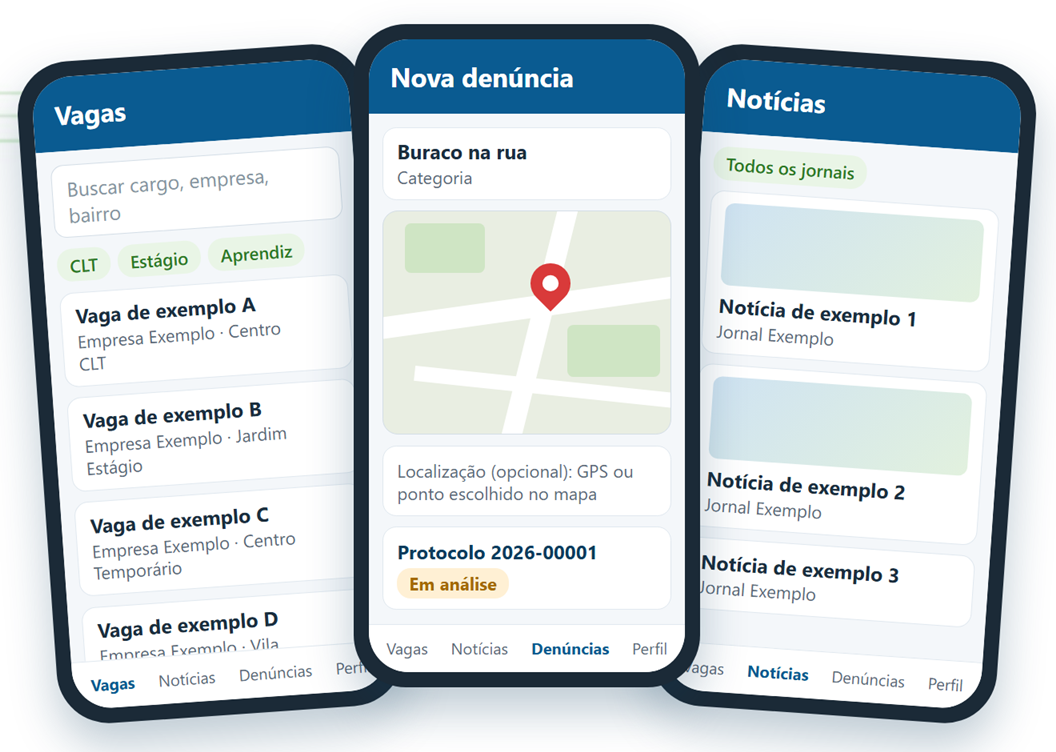 Vagas
Buscar cargo, empresa,
bairro
CLT
Estágio
Aprendiz
Vaga de exemplo A
Empresa Exemplo · Centro
CLT
Vaga de exemplo B
Empresa Exemplo · Jardim
Estágio
Vaga de exemplo C
Empresa Exemplo · Centro
Temporário
Vaga de exemplo D
Empresa Exemplo · Vila
Vagas
Notícias
Denúncias
Nova denúncia
Buraco na rua
Categoria
Localização (opcional): GPS ou
ponto escolhido no mapa
Protocolo 2026-00001
Em análise
Vagas
Notícias
Denúncias
Perfil
Notícias
Todos os jornais
Notícia de exemplo 1
Jornal Exemplo
Notícia de exemplo 2
Jornal Exemplo
Notícia de exemplo 3
Jornal Exemplo
Notícias
Denúncias
Perfil